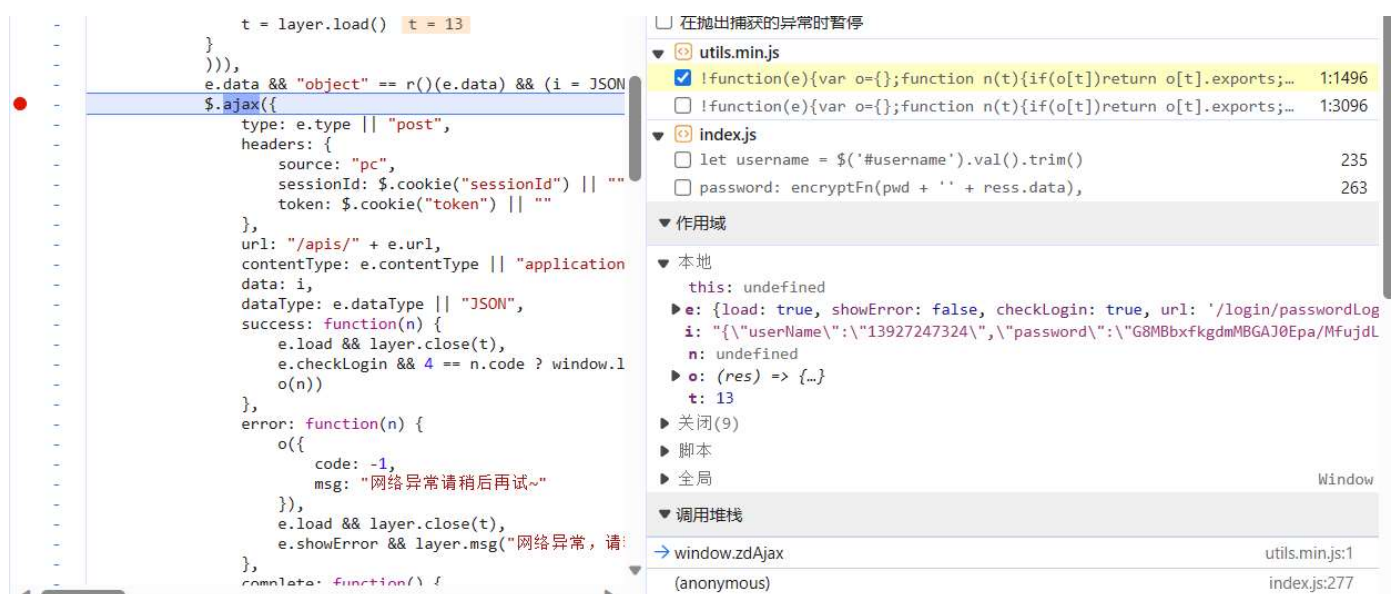 t = layer.load() t = 13
}
))),
e.data && "object" == r()(e.data) && (i = JSON
$.ajax({
type: e.type || "post",
headers: {
source: "pc",
sessionId: $.cookie("sessionId") || ""
token: $.cookie("token") || ""
},
url: "/apis/" + e.url,
contentType: e.contentType || "application
data: i,
dataType: e.dataType || "JSON",
success: function(n) {
e.load && layer.close(t),
e.checkLogin && 4 == n.code ? window.l
o(n))
},
error: function(n) {
o({
code: -1,
msg: "网络异常请稍后再试~"
}),
e.load && layer.close(t),
e.showError && layer.msg("网络异常，请
},
complete: function() {
在抛出捕获的异常时暂停
utils.min.js
!function(e){var o={};function n(t){if(o[t])return o[t].exports;… 1:1496
!function(e){var o={};function n(t){if(o[t])return o[t].exports;… 1:3096
index.js
let username = $('#username').val().trim() 235
password: encryptFn(pwd + '' + ress.data), 263
作用域
本地
this: undefined
e: {load: true, showError: false, checkLogin: true, url: '/login/passwordLog
i: "{\"userName\":\"13927247324\",\"password\":\"G8MBbxfkgdmMBGAJ0Epa/MfujdL
n: undefined
o: (res) => {…}
t: 13
关闭(9)
脚本
全局 Window
调用堆栈
window.zdAjax utils.min.js:1
(anonymous) index.js:277